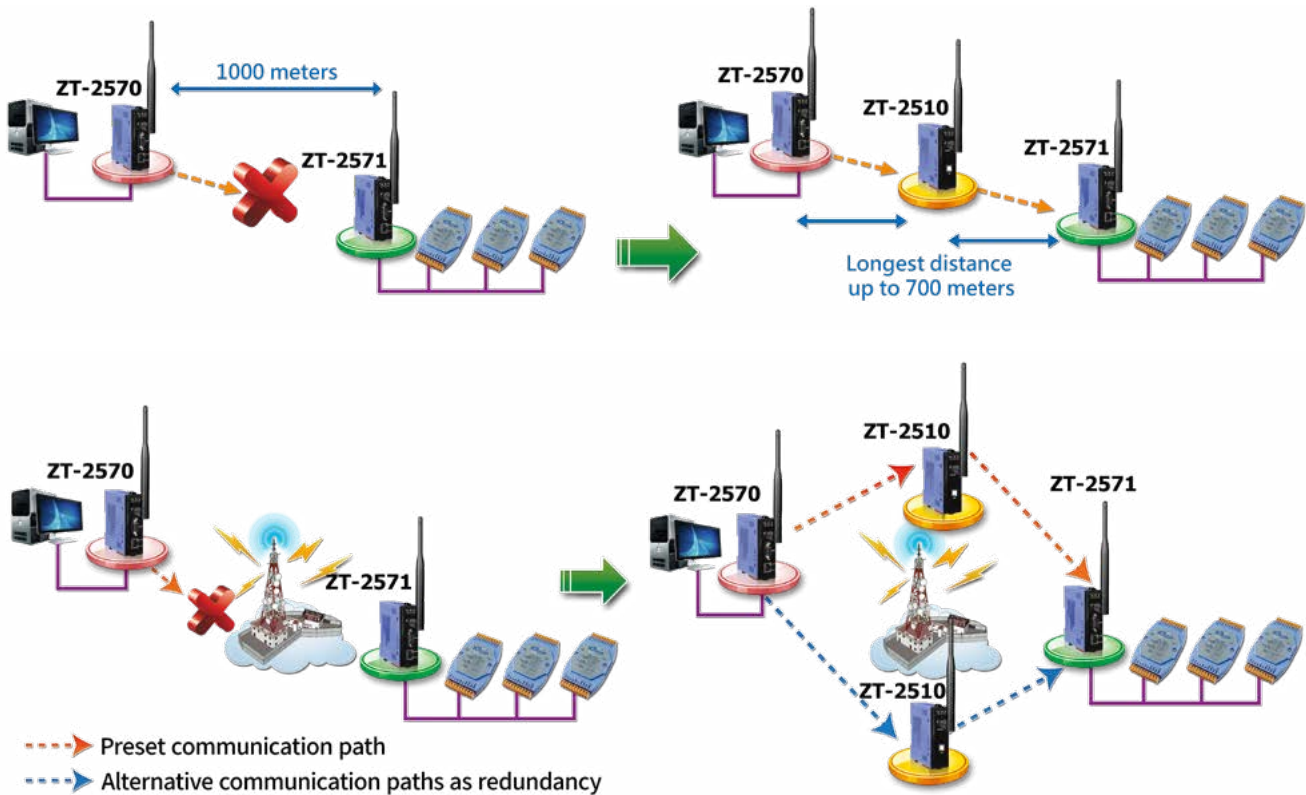 ZT-2570
1000 meters
ZT-2571
ZT-2570
ZT-2510
ZT-2571
Longest distance
up to 700 meters
ZT-2570
ZT-2571
ZT-2510
ZT-2570
ZT-2571
ZT-2510
Preset communication path
Alternative communication paths as redundancy